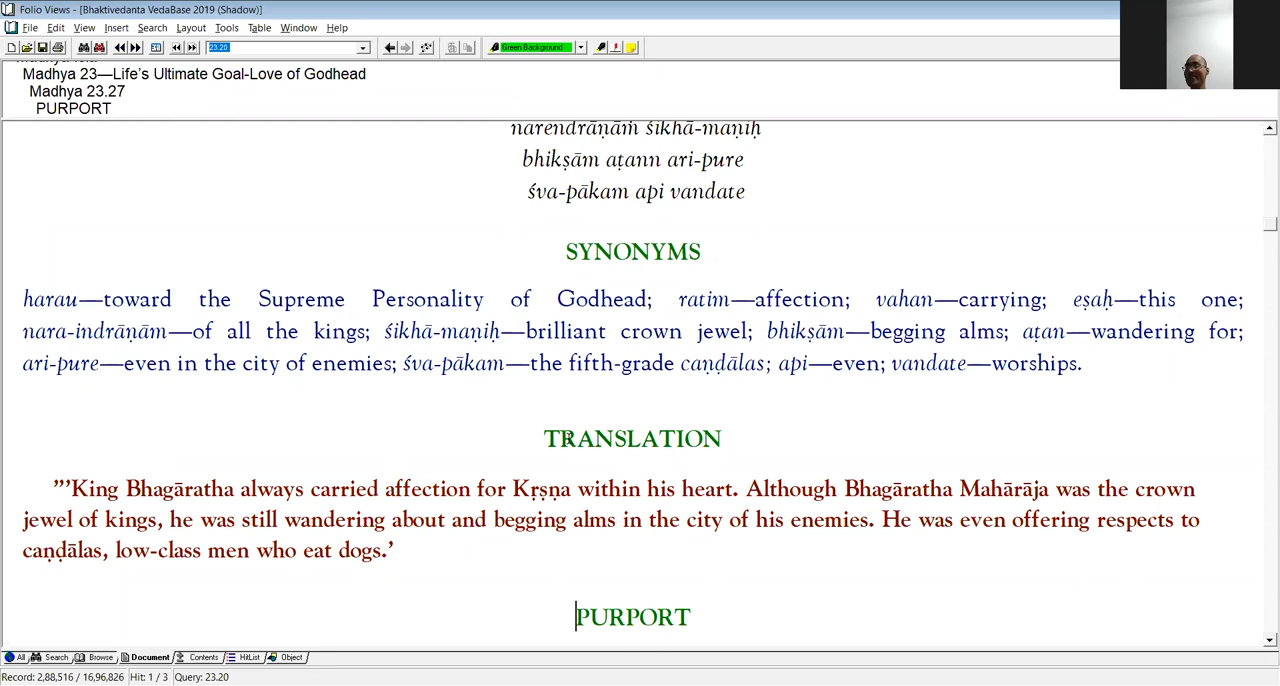 Folio Views - [Bhaktivedanta VedaBase 2019 (Shadow)]
File Edit View Insert Search Layout Tools Table Window Help
23.20 Green Background
Madhya 23—Life's Ultimate Goal-Love of Godhead
Madhya 23.27
PURPORT
narendrāṇāṁ śikhā-maṇiḥ
bhikṣām aṭann ari-pure
śva-pākam api vandate
SYNONYMS
harau—toward the Supreme Personality of Godhead; ratim—affection; vahan—carrying; eṣaḥ—this one;
nara-indrāṇām—of all the kings; śikhā-maṇiḥ—brilliant crown jewel; bhikṣām—begging alms; aṭan—wandering for;
ari-pure—even in the city of enemies; śva-pākam—the fifth-grade caṇḍālas; api—even; vandate—worships.
TRANSLATION
"'King Bhagāratha always carried affection for Kṛṣṇa within his heart. Although Bhagāratha Mahārāja was the crown
jewel of kings, he was still wandering about and begging alms in the city of his enemies. He was even offering respects to
caṇḍālas, low-class men who eat dogs.'
PURPORT
All Search Browse Document Contents HitList Object
Record: 2,88,516 / 16,96,826 Hit: 1 / 3 Query: 23.20